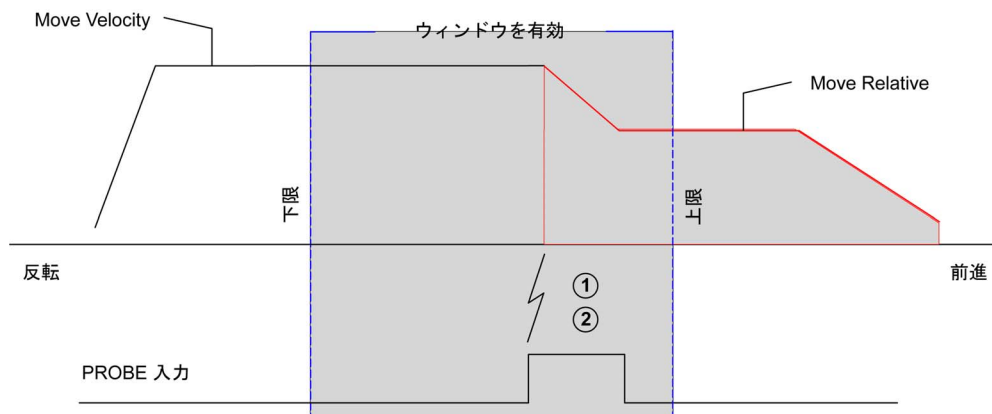 Move Velocity
ウィンドウを有効
Move Relative
下限
上限
反転
前進
①
②
PROBE 入力